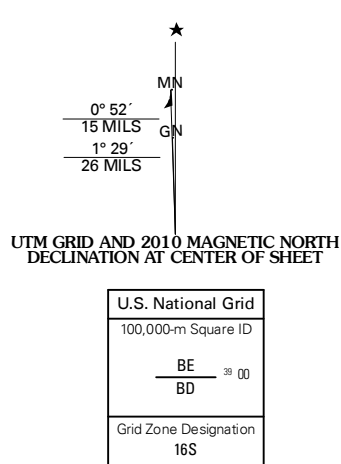 ★
MN
0° 52´
15 MILS
GN
1° 29´
26 MILS
UTM GRID AND 2010 MAGNETIC NORTH
DECLINATION AT CENTER OF SHEET
U.S. National Grid
100,000-m Square ID
BE
39 00
BD
Grid Zone Designation
16S